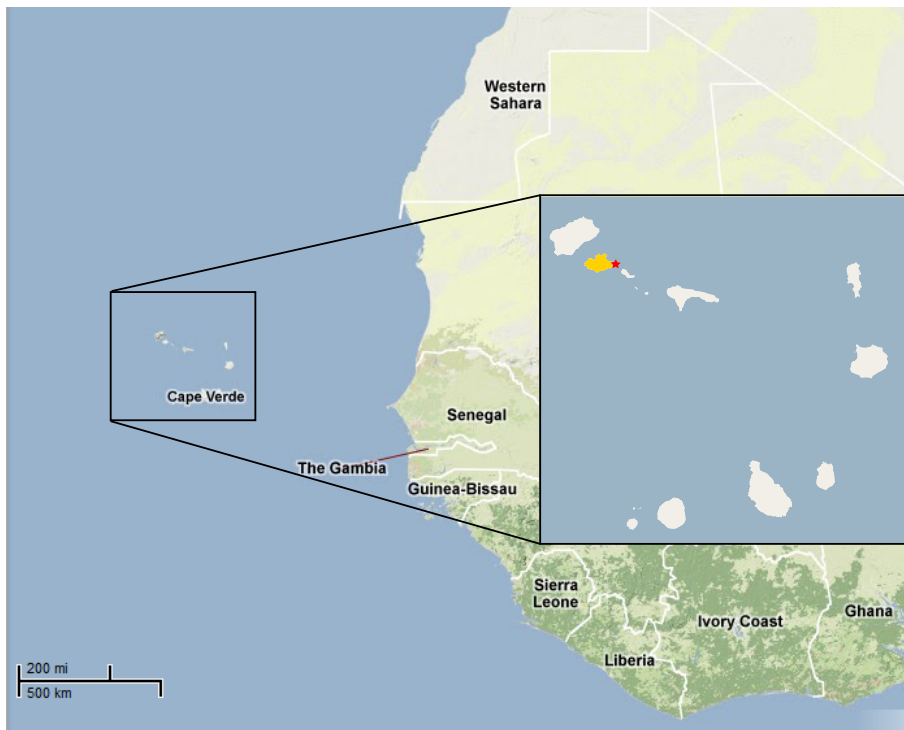 Western
Sahara
Cape Verde
Senegal
The Gambia
Guinea-Bissau
Sierra
Leone
Ivory Coast
Ghana
Liberia
200 mi
500 km